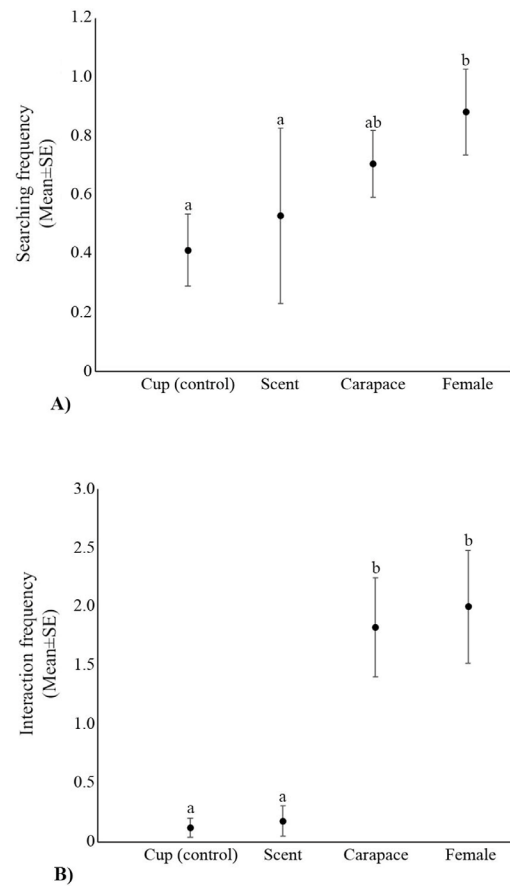 1.2
1.0
0.8
0.6
0.4
0.2
0
Searching frequency
(Mean±SE)
a
a
ab
b
Cup (control) Scent Carapace Female
A)
3.0
2.5
2.0
1.5
1.0
0.5
0
Interaction frequency
(Mean±SE)
a
a
b
b
Cup (control) Scent Carapace Female
B)